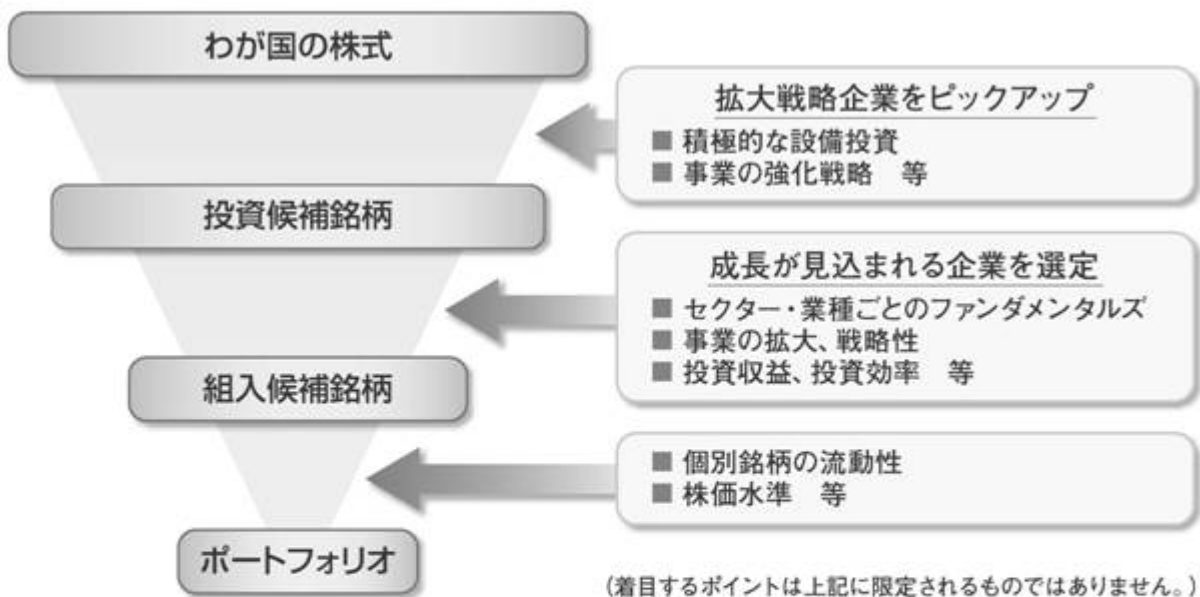 わが国の株式
拡大戦略企業をピックアップ
■ 積極的な設備投資
■ 事業の強化戦略　等
投資候補銘柄
成長が見込まれる企業を選定
■ セクター・業種ごとのファンダメンタルズ
■ 事業の拡大、戦略性
■ 投資収益、投資効率　等
組入候補銘柄
■ 個別銘柄の流動性
■ 株価水準　等
ポートフォリオ
(着目するポイントは上記に限定されるものではありません。)